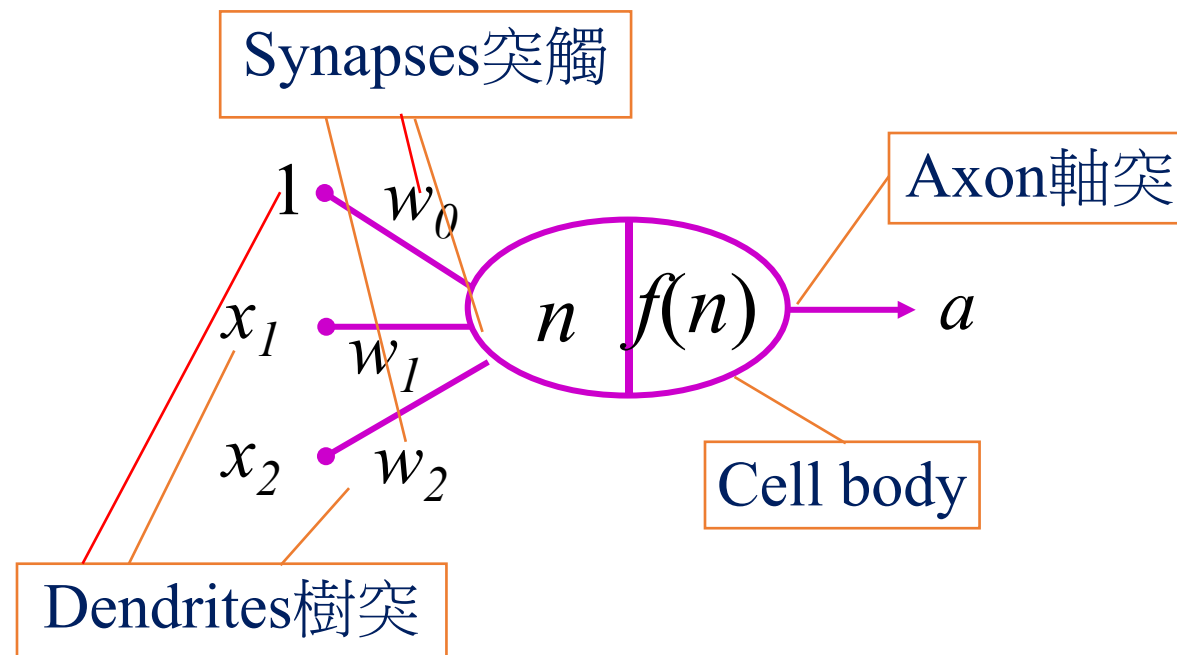 Synapses突觸
Axon軸突
1
w0
x1
w1
n
f(n)
a
x2
w2
Cell body
Dendrites樹突